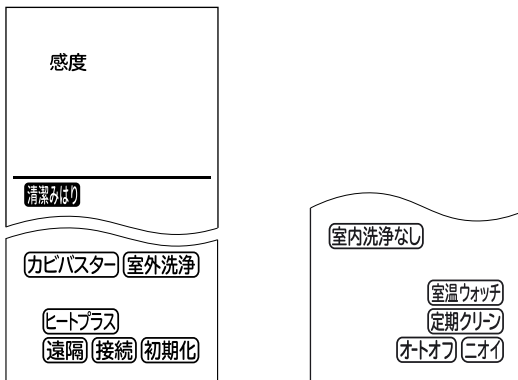 感度
清潔みはり
カビバスター 室外洗浄
ヒートプラス
遠隔 接続 初期化
室内洗浄なし
室温ウォッチ
定期クリーン
オートオフ ニオイ